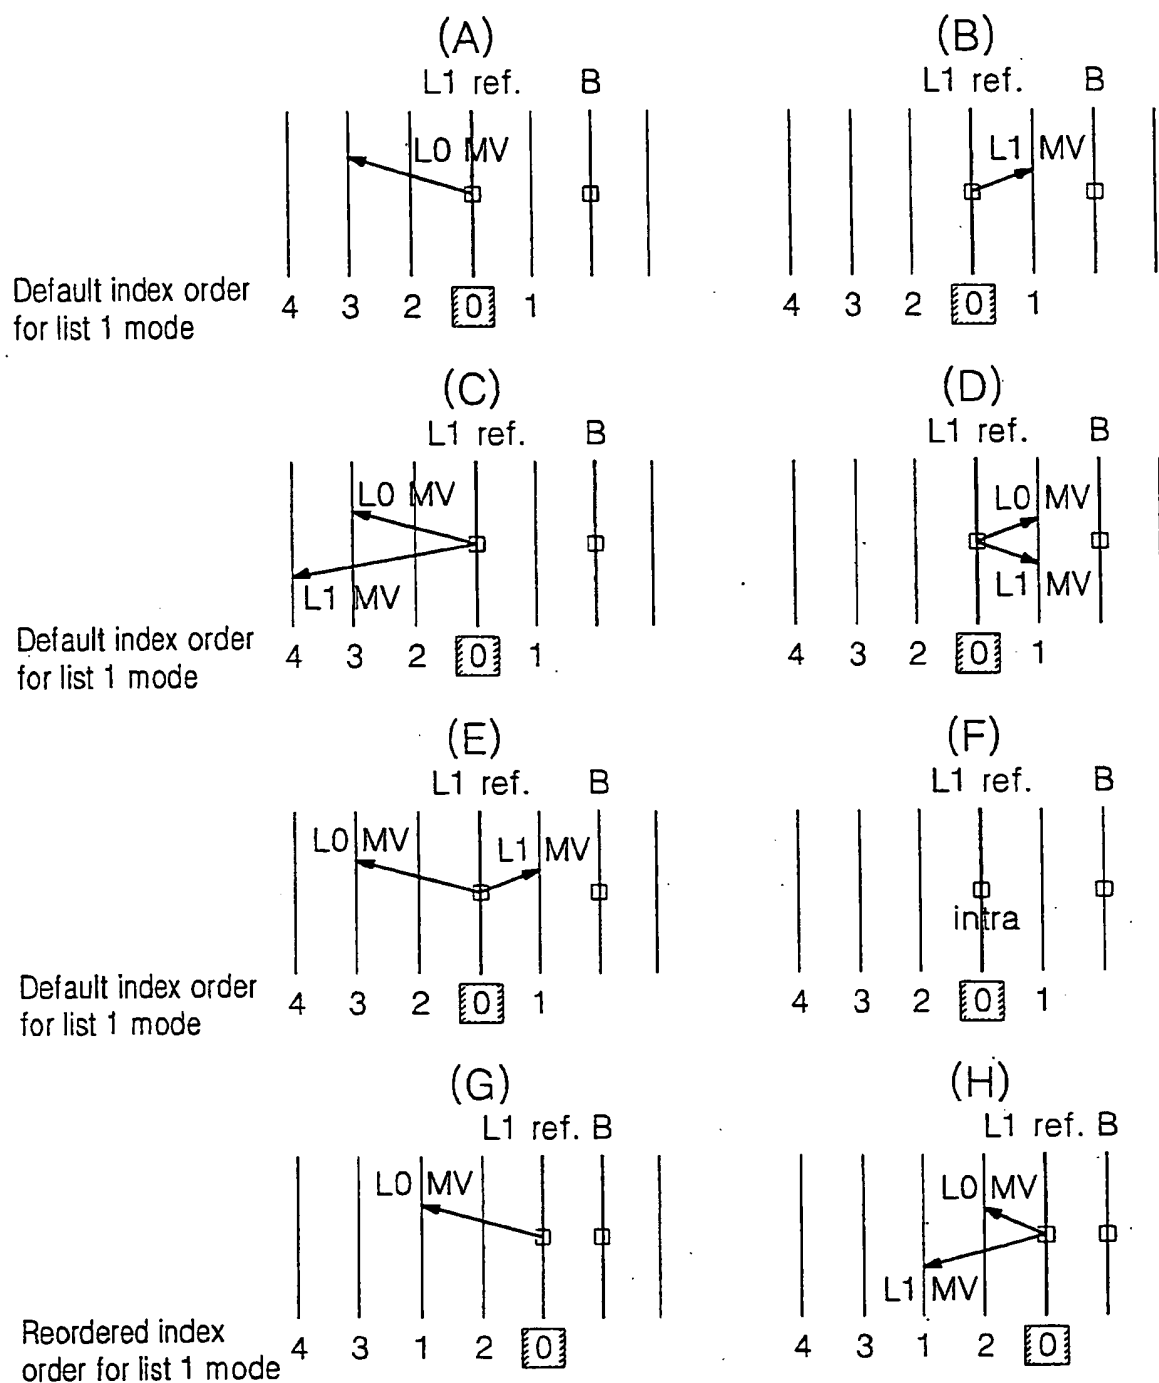 (A) (B)
L1 ref. B L1 ref. B
L0 MV L1 MV
Default index order
for list 1 mode
4 3 2 0 1 4 3 2 0 1
(C) (D)
L1 ref. B L1 ref. B
L0 MV L0 MV
L1 MV L1 MV
Default index order
for list 1 mode
4 3 2 0 1 4 3 2 0 1
(E) (F)
L1 ref. B L1 ref. B
L0 MV L1 MV
intra
Default index order
for list 1 mode
4 3 2 0 1 4 3 2 0 1
(G) (H)
L1 ref. B L1 ref. B
L0 MV L0 MV
L1 MV
Reordered index
order for list 1 mode
4 3 1 2 0 4 3 1 2 0